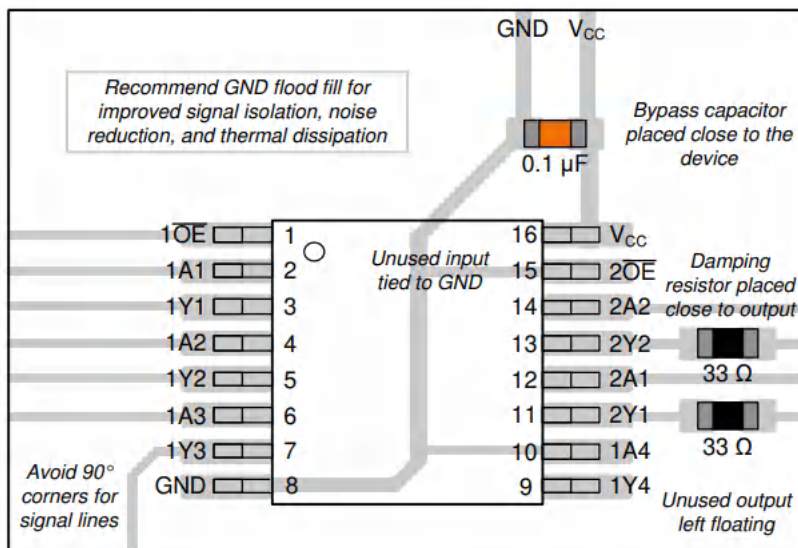 GND V_CC
Recommend GND flood fill for
improved signal isolation, noise
reduction, and thermal dissipation
Bypass capacitor
placed close to the
device
0.1 µF
1O̅E̅ 1
1A1 2
1Y1 3
1A2 4
1Y2 5
1A3 6
1Y3 7
GND 8
Unused input
tied to GND
16 V_CC
15 2O̅E̅
14 2A2
13 2Y2
12 2A1
11 2Y1
10 1A4
9 1Y4
Damping
resistor placed
close to output
33 Ω
33 Ω
Avoid 90°
corners for
signal lines
Unused output
left floating